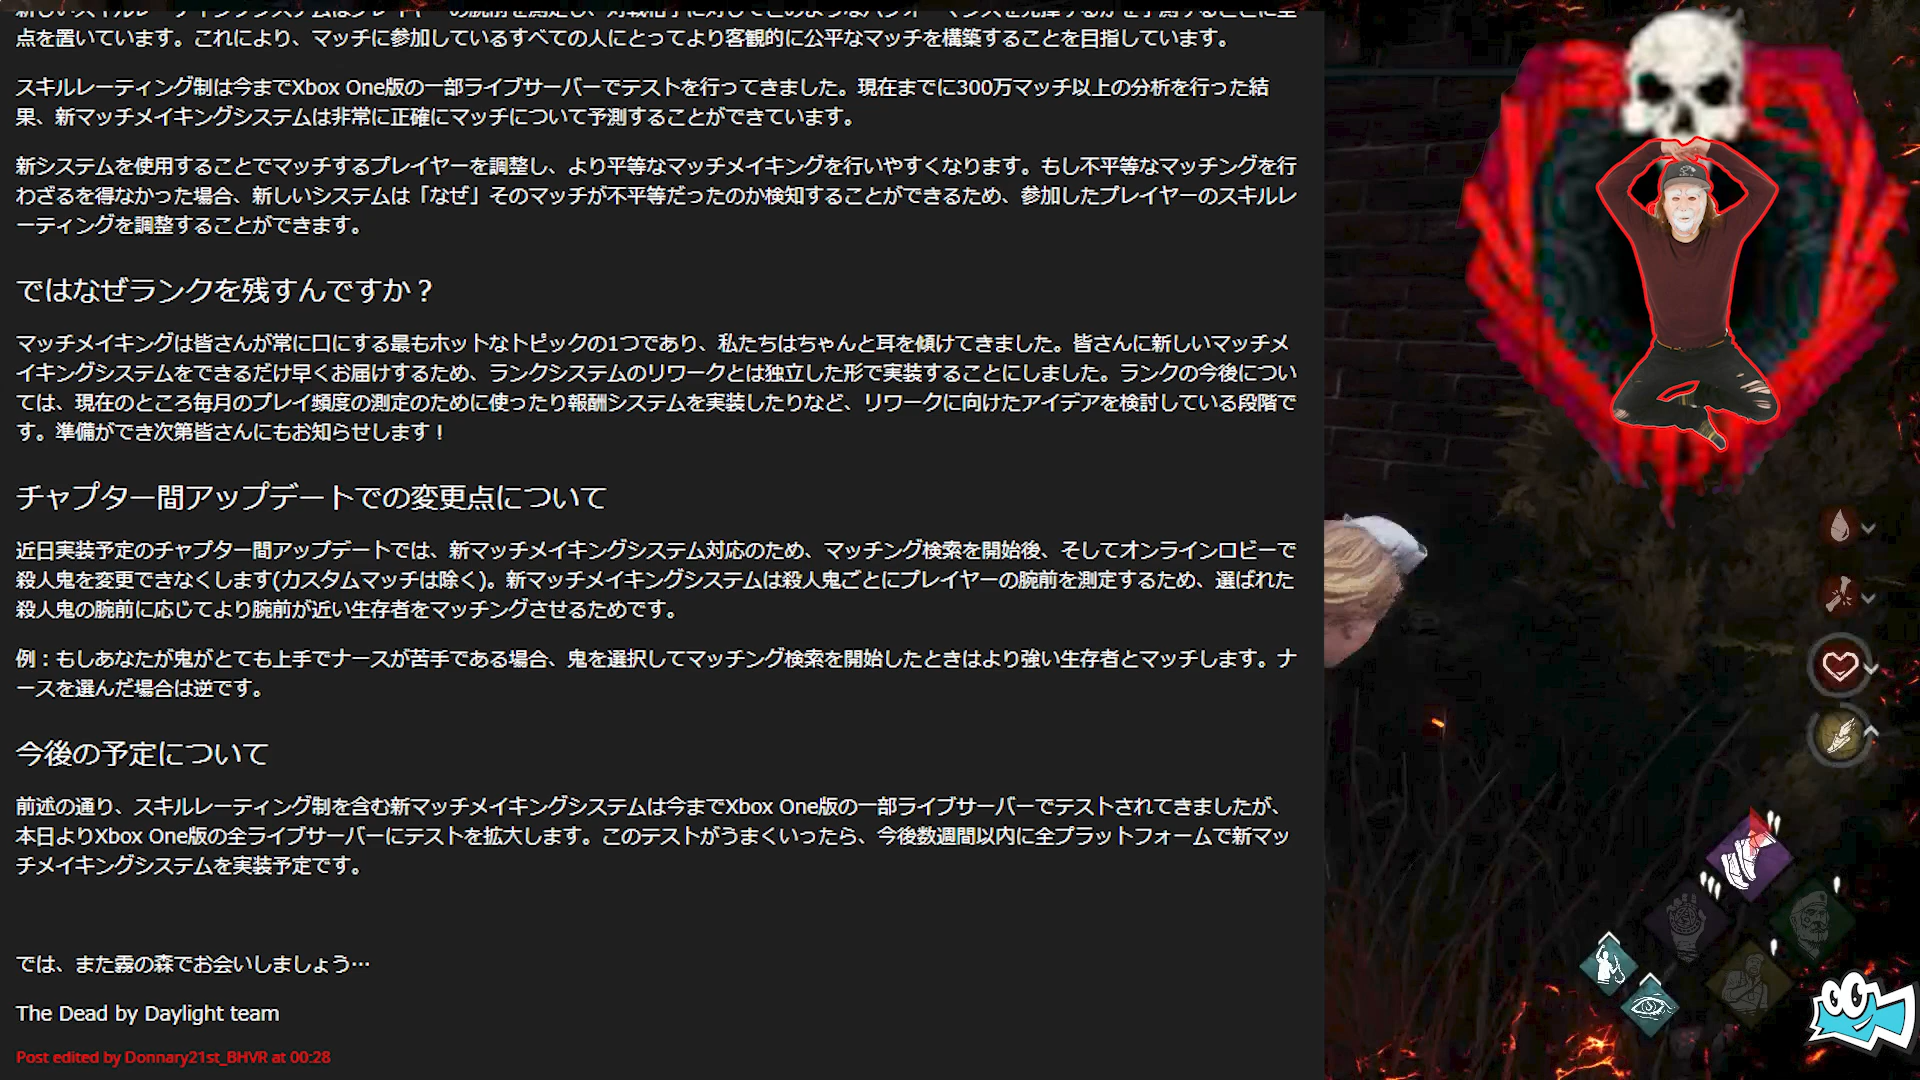 点を置いています。これにより、マッチに参加しているすべての人にとってより客観的に公平なマッチを構築することを目指しています。
スキルレーティング制は今までXbox One版の一部ライブサーバーでテストを行ってきました。現在までに300万マッチ以上の分析を行った結
果、新マッチメイキングシステムは非常に正確にマッチについて予測することができています。
新システムを使用することでマッチするプレイヤーを調整し、より平等なマッチメイキングを行いやすくなります。もし不平等なマッチングを行
わざるを得なかった場合、新しいシステムは「なぜ」そのマッチが不平等だったのか検知することができるため、参加したプレイヤーのスキルレ
ーティングを調整することができます。
ではなぜランクを残すんですか？
マッチメイキングは皆さんが常に口にする最もホットなトピックの1つであり、私たちはちゃんと耳を傾けてきました。皆さんに新しいマッチメ
イキングシステムをできるだけ早くお届けするため、ランクシステムのリワークとは独立した形で実装することにしました。ランクの今後につい
ては、現在のところ毎月のプレイ頻度の測定のために使ったり報酬システムを実装したりなど、リワークに向けたアイデアを検討している段階で
す。準備ができ次第皆さんにもお知らせします！
チャプター間アップデートでの変更点について
近日実装予定のチャプター間アップデートでは、新マッチメイキングシステム対応のため、マッチング検索を開始後、そしてオンラインロビーで
殺人鬼を変更できなくします(カスタムマッチは除く)。新マッチメイキングシステムは殺人鬼ごとにプレイヤーの腕前を測定するため、選ばれた
殺人鬼の腕前に応じてより腕前が近い生存者をマッチングさせるためです。
例：もしあなたが鬼がとても上手でナースが苦手である場合、鬼を選択してマッチング検索を開始したときはより強い生存者とマッチします。ナ
ースを選んだ場合は逆です。
今後の予定について
前述の通り、スキルレーティング制を含む新マッチメイキングシステムは今までXbox One版の一部ライブサーバーでテストされてきましたが、
本日よりXbox One版の全ライブサーバーにテストを拡大します。このテストがうまくいったら、今後数週間以内に全プラットフォームで新マッ
チメイキングシステムを実装予定です。
では、また霧の森でお会いしましょう…
The Dead by Daylight team
Post edited by Donnary21st_BHVR at 00:28